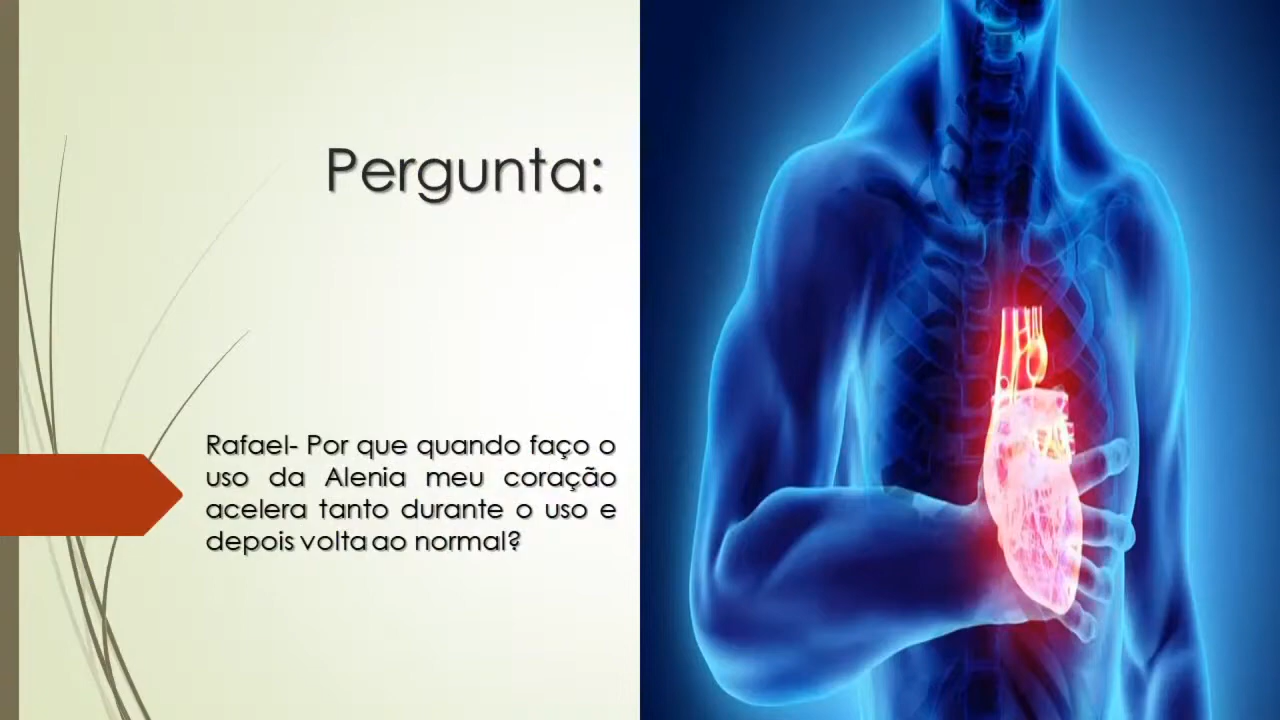 Pergunta:
Rafael- Por que quando faço o
uso da Alenia meu coração
acelera tanto durante o uso e
depois volta ao normal?